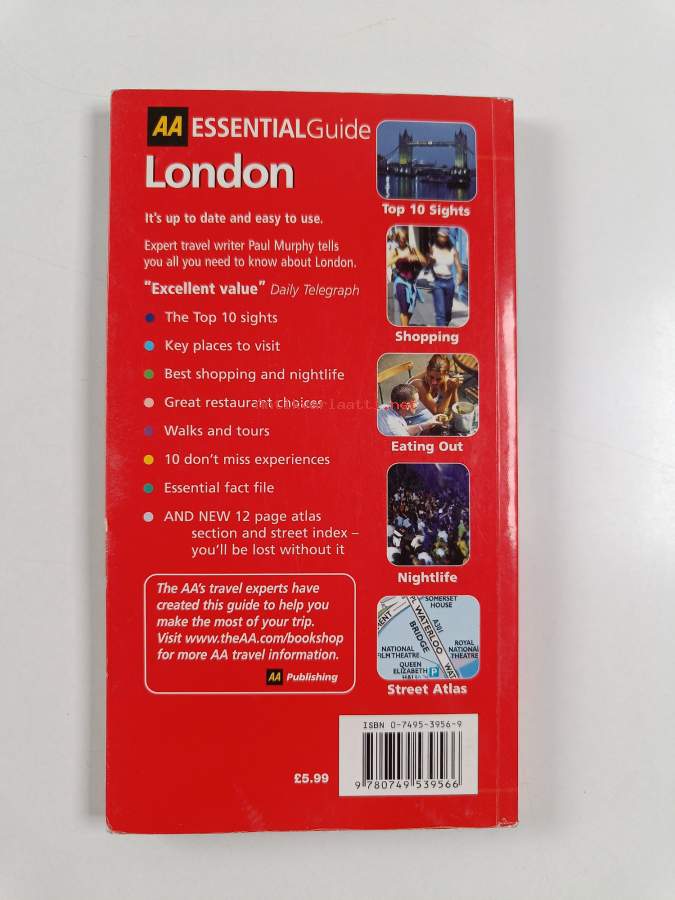 AA ESSENTIALGuide
London
It's up to date and easy to use.
Expert travel writer Paul Murphy tells
you all you need to know about London.
"Excellent value" Daily Telegraph
The Top 10 sights
Key places to visit
Best shopping and nightlife
Great restaurant choices
Walks and tours
10 don't miss experiences
Essential fact file
AND NEW 12 page atlas
section and street index –
you'll be lost without it
The AA's travel experts have
created this guide to help you
make the most of your trip.
Visit www.theAA.com/bookshop
for more AA travel information.
AA Publishing
Top 10 Sights
Shopping
Eating Out
Nightlife
SOMERSET
HOUSE
A301
WATERLOO
BRIDGE
NATIONAL
FILM THEATRE
ROYAL
NATIONAL
THEATRE
QUEEN
ELIZABETH
HALL
P
WAT
Street Atlas
£5.99
ISBN 0-7495-3956-9
9 780749 539566
antikvariaatti.net